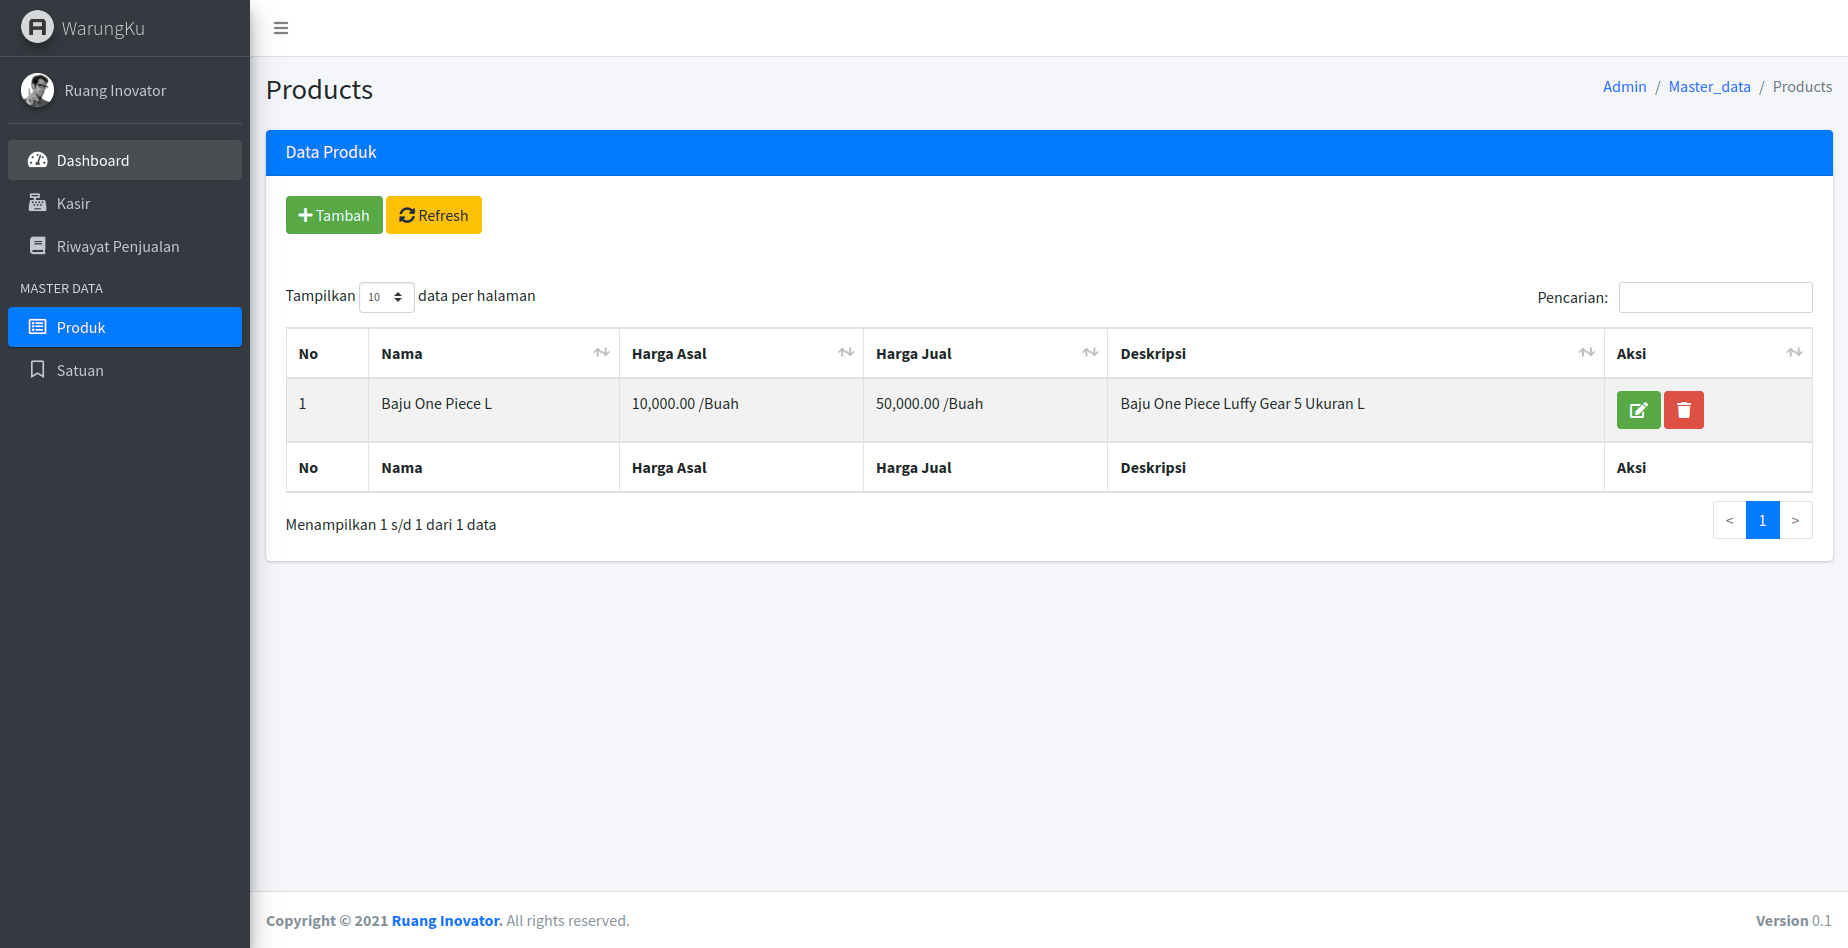 WarungKu
Ruang Inovator
Dashboard
Kasir
Riwayat Penjualan
MASTER DATA
Produk
Satuan
Products
Admin / Master_data / Products
Data Produk
Tambah Refresh
Tampilkan 10 data per halaman Pencarian:
No Nama Harga Asal Harga Jual Deskripsi Aksi
1 Baju One Piece L 10,000.00 /Buah 50,000.00 /Buah Baju One Piece Luffy Gear 5 Ukuran L
No Nama Harga Asal Harga Jual Deskripsi Aksi
Menampilkan 1 s/d 1 dari 1 data < 1 >
Copyright © 2021 Ruang Inovator. All rights reserved. Version 0.1